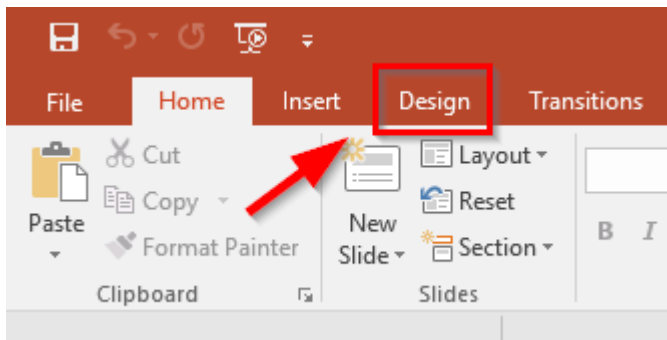 File Home Insert Design Transitions
Cut
Copy
Format Painter
Paste
Clipboard
New
Slide
Layout
Reset
Section
Slides
B I